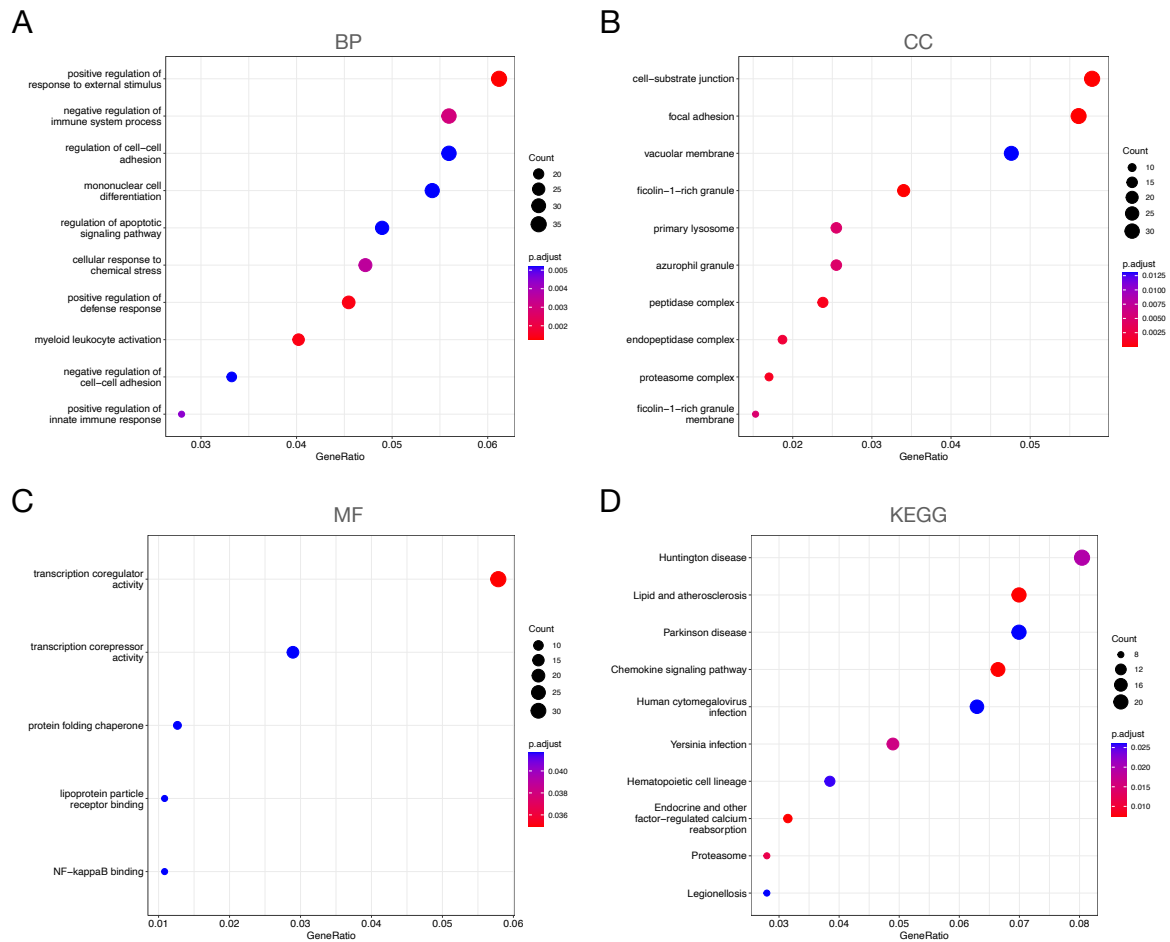 A
BP
positive regulation of
response to external stimulus
negative regulation of
immune system process
regulation of cell−cell
adhesion
mononuclear cell
differentiation
regulation of apoptotic
signaling pathway
cellular response to
chemical stress
positive regulation of
defense response
myeloid leukocyte activation
negative regulation of
cell−cell adhesion
positive regulation of
innate immune response
0.03 0.04 0.05 0.06
GeneRatio
Count
20
25
30
35
p.adjust
0.005
0.004
0.003
0.002
B
CC
cell−substrate junction
focal adhesion
vacuolar membrane
ficolin−1−rich granule
primary lysosome
azurophil granule
peptidase complex
endopeptidase complex
proteasome complex
ficolin−1−rich granule
membrane
0.02 0.03 0.04 0.05
GeneRatio
Count
10
15
20
25
30
p.adjust
0.0125
0.0100
0.0075
0.0050
0.0025
C
MF
transcription coregulator
activity
transcription corepressor
activity
protein folding chaperone
lipoprotein particle
receptor binding
NF−kappaB binding
0.01 0.02 0.03 0.04 0.05 0.06
GeneRatio
Count
10
15
20
25
30
p.adjust
0.040
0.038
0.036
D
KEGG
Huntington disease
Lipid and atherosclerosis
Parkinson disease
Chemokine signaling pathway
Human cytomegalovirus
infection
Yersinia infection
Hematopoietic cell lineage
Endocrine and other
factor−regulated calcium
reabsorption
Proteasome
Legionellosis
0.03 0.04 0.05 0.06 0.07 0.08
GeneRatio
Count
8
12
16
20
p.adjust
0.025
0.020
0.015
0.010